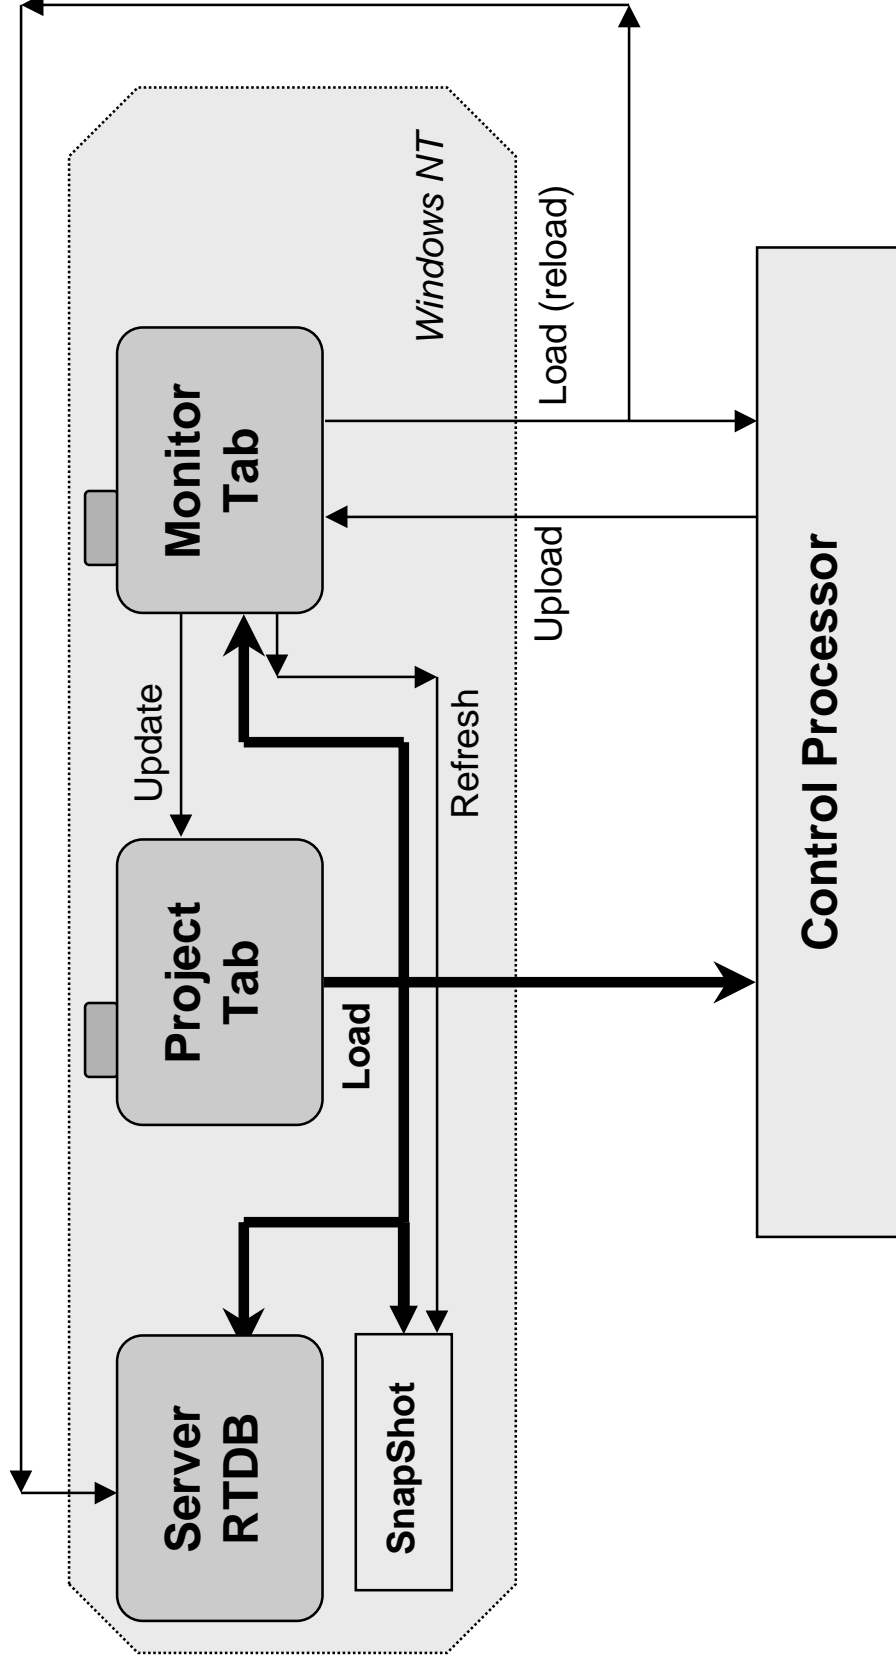 Server
RTDB
Project
Tab
Monitor
Tab
Update
SnapShot
Load
Refresh
Windows NT
Upload
Load (reload)
Control Processor